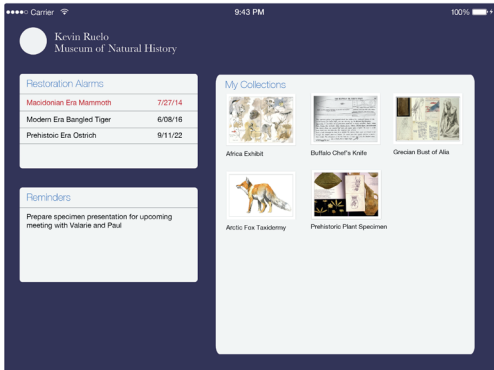 Carrier 9:43 PM 100%
Kevin Ruelo
Museum of Natural History
Restoration Alarms
Macidonian Era Mammoth 7/27/14
Modern Era Bangled Tiger 6/08/16
Prehistoic Era Ostrich 9/11/22
Reminders
Prepare specimen presentation for upcoming
meeting with Valarie and Paul
My Collections
Africa Exhibit
Buffalo Chef's Knife
Grecian Bust of Alia
Arctic Fox Taxidormy
Prehistoric Plant Specimen